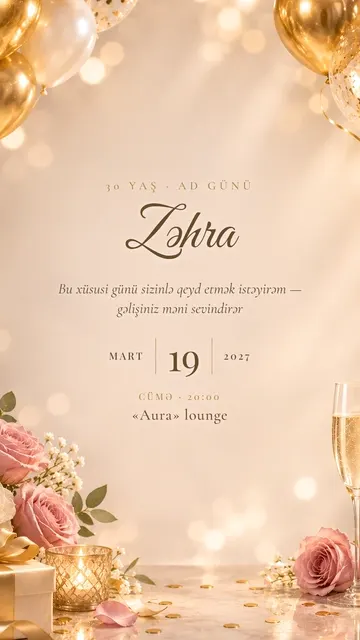 30 YAŞ · AD GÜNÜ
Zəhra
Bu xüsusi günü sizinlə qeyd etmək istəyirəm —
gəlişiniz məni sevindirər
MART 19 2027
CÜMƏ · 20:00
«Aura» lounge